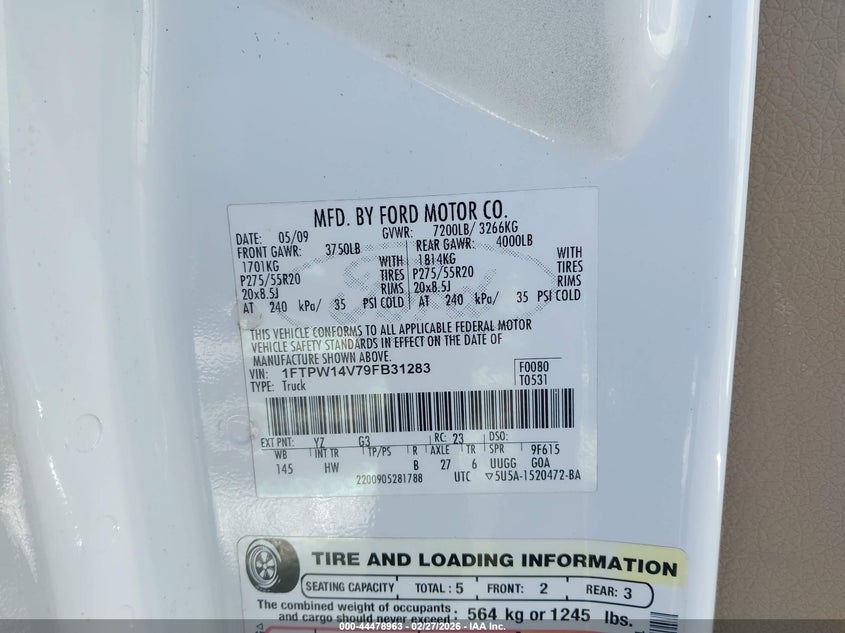 MFD. BY FORD MOTOR CO.
DATE: 05/09 GVWR: 7200LB/ 3266KG
FRONT GAWR: 3750LB REAR GAWR: 4000LB
1701KG WITH 1814KG WITH
P275/55R20 TIRES P275/55R20 TIRES
20x8.5J RIMS 20x8.5J RIMS
AT 240 kPa/ 35 PSI COLD AT 240 kPa/ 35 PSI COLD
THIS VEHICLE CONFORMS TO ALL APPLICABLE FEDERAL MOTOR
VEHICLE SAFETY STANDARDS IN EFFECT ON THE DATE OF
MANUFACTURE SHOWN ABOVE.
VIN: 1FTPW14V79FB31283 F0080
TYPE: Truck T0531
EXT PNT: YZ G3 RC: 23 DSO:
WB INT TR TP/PS R AXLE TR SPR 9F615
145 HW B 27 6 UUGG G0A
2200905281788 UTC ▽5U5A-1520472-BA
TIRE AND LOADING INFORMATION
SEATING CAPACITY TOTAL: 5 FRONT: 2 REAR: 3
The combined weight of occupants
and cargo should never exceed : 564 kg or 1245 lbs.
000-44478963 - 02/27/2026 - IAA Inc.